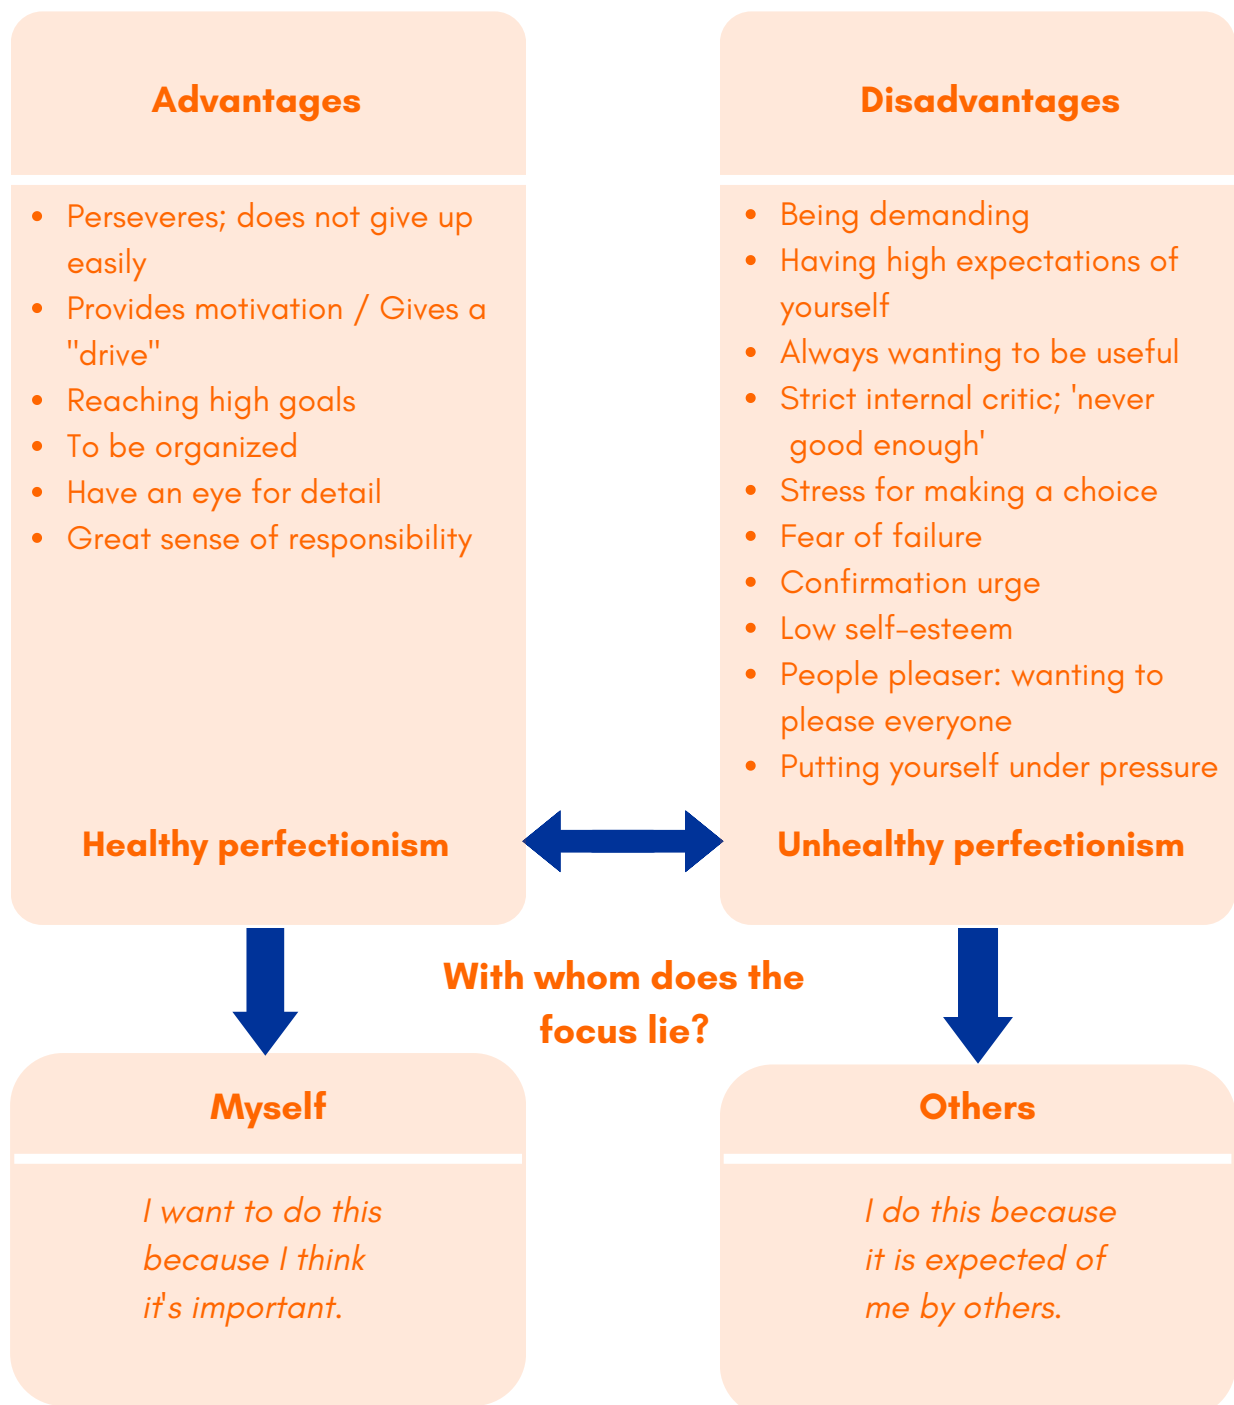 Advantages
• Perseveres; does not give up
easily
• Provides motivation / Gives a
"drive"
• Reaching high goals
• To be organized
• Have an eye for detail
• Great sense of responsibility
Healthy perfectionism
Disadvantages
• Being demanding
• Having high expectations of
yourself
• Always wanting to be useful
• Strict internal critic; 'never
good enough'
• Stress for making a choice
• Fear of failure
• Confirmation urge
• Low self-esteem
• People pleaser: wanting to
please everyone
• Putting yourself under pressure
Unhealthy perfectionism
With whom does the
focus lie?
Myself
I want to do this
because I think
it's important.
Others
I do this because
it is expected of
me by others.